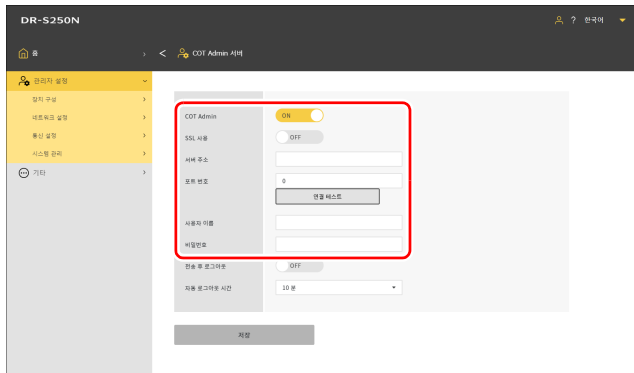 DR-S250N
? 한국어
홈
< COT Admin 서버
관리자 설정
장치 구성
네트워크 설정
통신 설정
시스템 관리
기타
COT Admin ON
SSL 사용 OFF
서버 주소
포트 번호 0
연결 테스트
사용자 이름
비밀번호
전송 후 로그아웃 OFF
자동 로그아웃 시간 10 분
저장